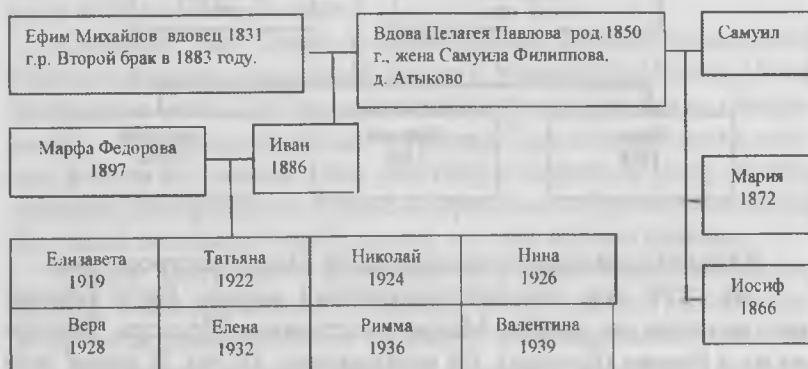 Ефим Михайлов вдовец 1831
г.р. Второй брак в 1883 году.
Вдова Пелагея Павлова род. 1850
г., жена Самуила Филиппова.
д. Атыково
Самуил
Марфа Федорова
1897
Иван
1886
Мария
1872
Елизавета
1919
Татьяна
1922
Николай
1924
Нина
1926
Иосиф
1866
Вера
1928
Елена
1932
Римма
1936
Валентина
1939